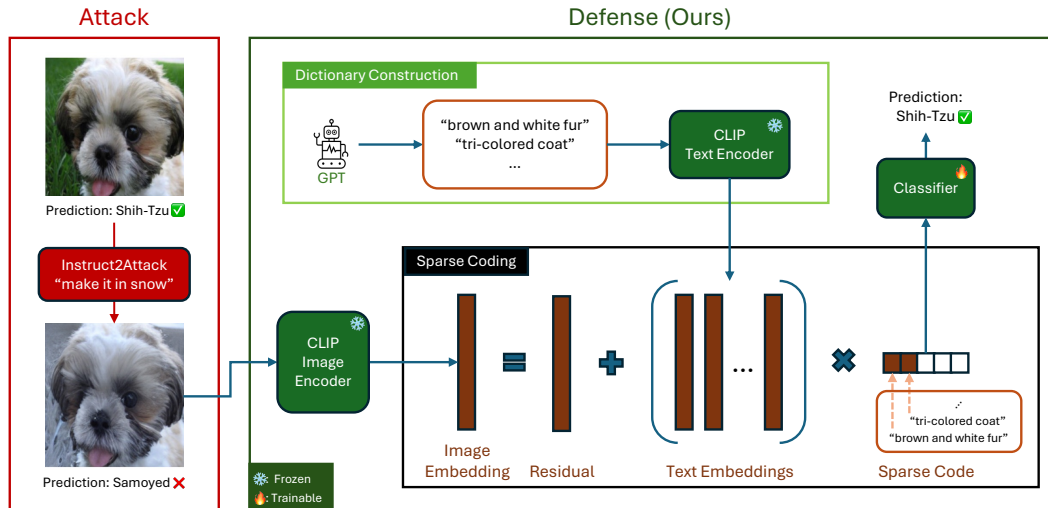 Attack
Defense (Ours)
Prediction: Shih-Tzu ✅
Instruct2Attack
"make it in snow"
Prediction: Samoyed ❌
Dictionary Construction
GPT
"brown and white fur"
"tri-colored coat"
...
CLIP
Text Encoder
Prediction:
Shih-Tzu ✅
Classifier
Sparse Coding
CLIP
Image
Encoder
...
Image
Embedding
Residual
Text Embeddings
Sparse Code
...
"tri-colored coat"
"brown and white fur"
❄️: Frozen
🔥: Trainable